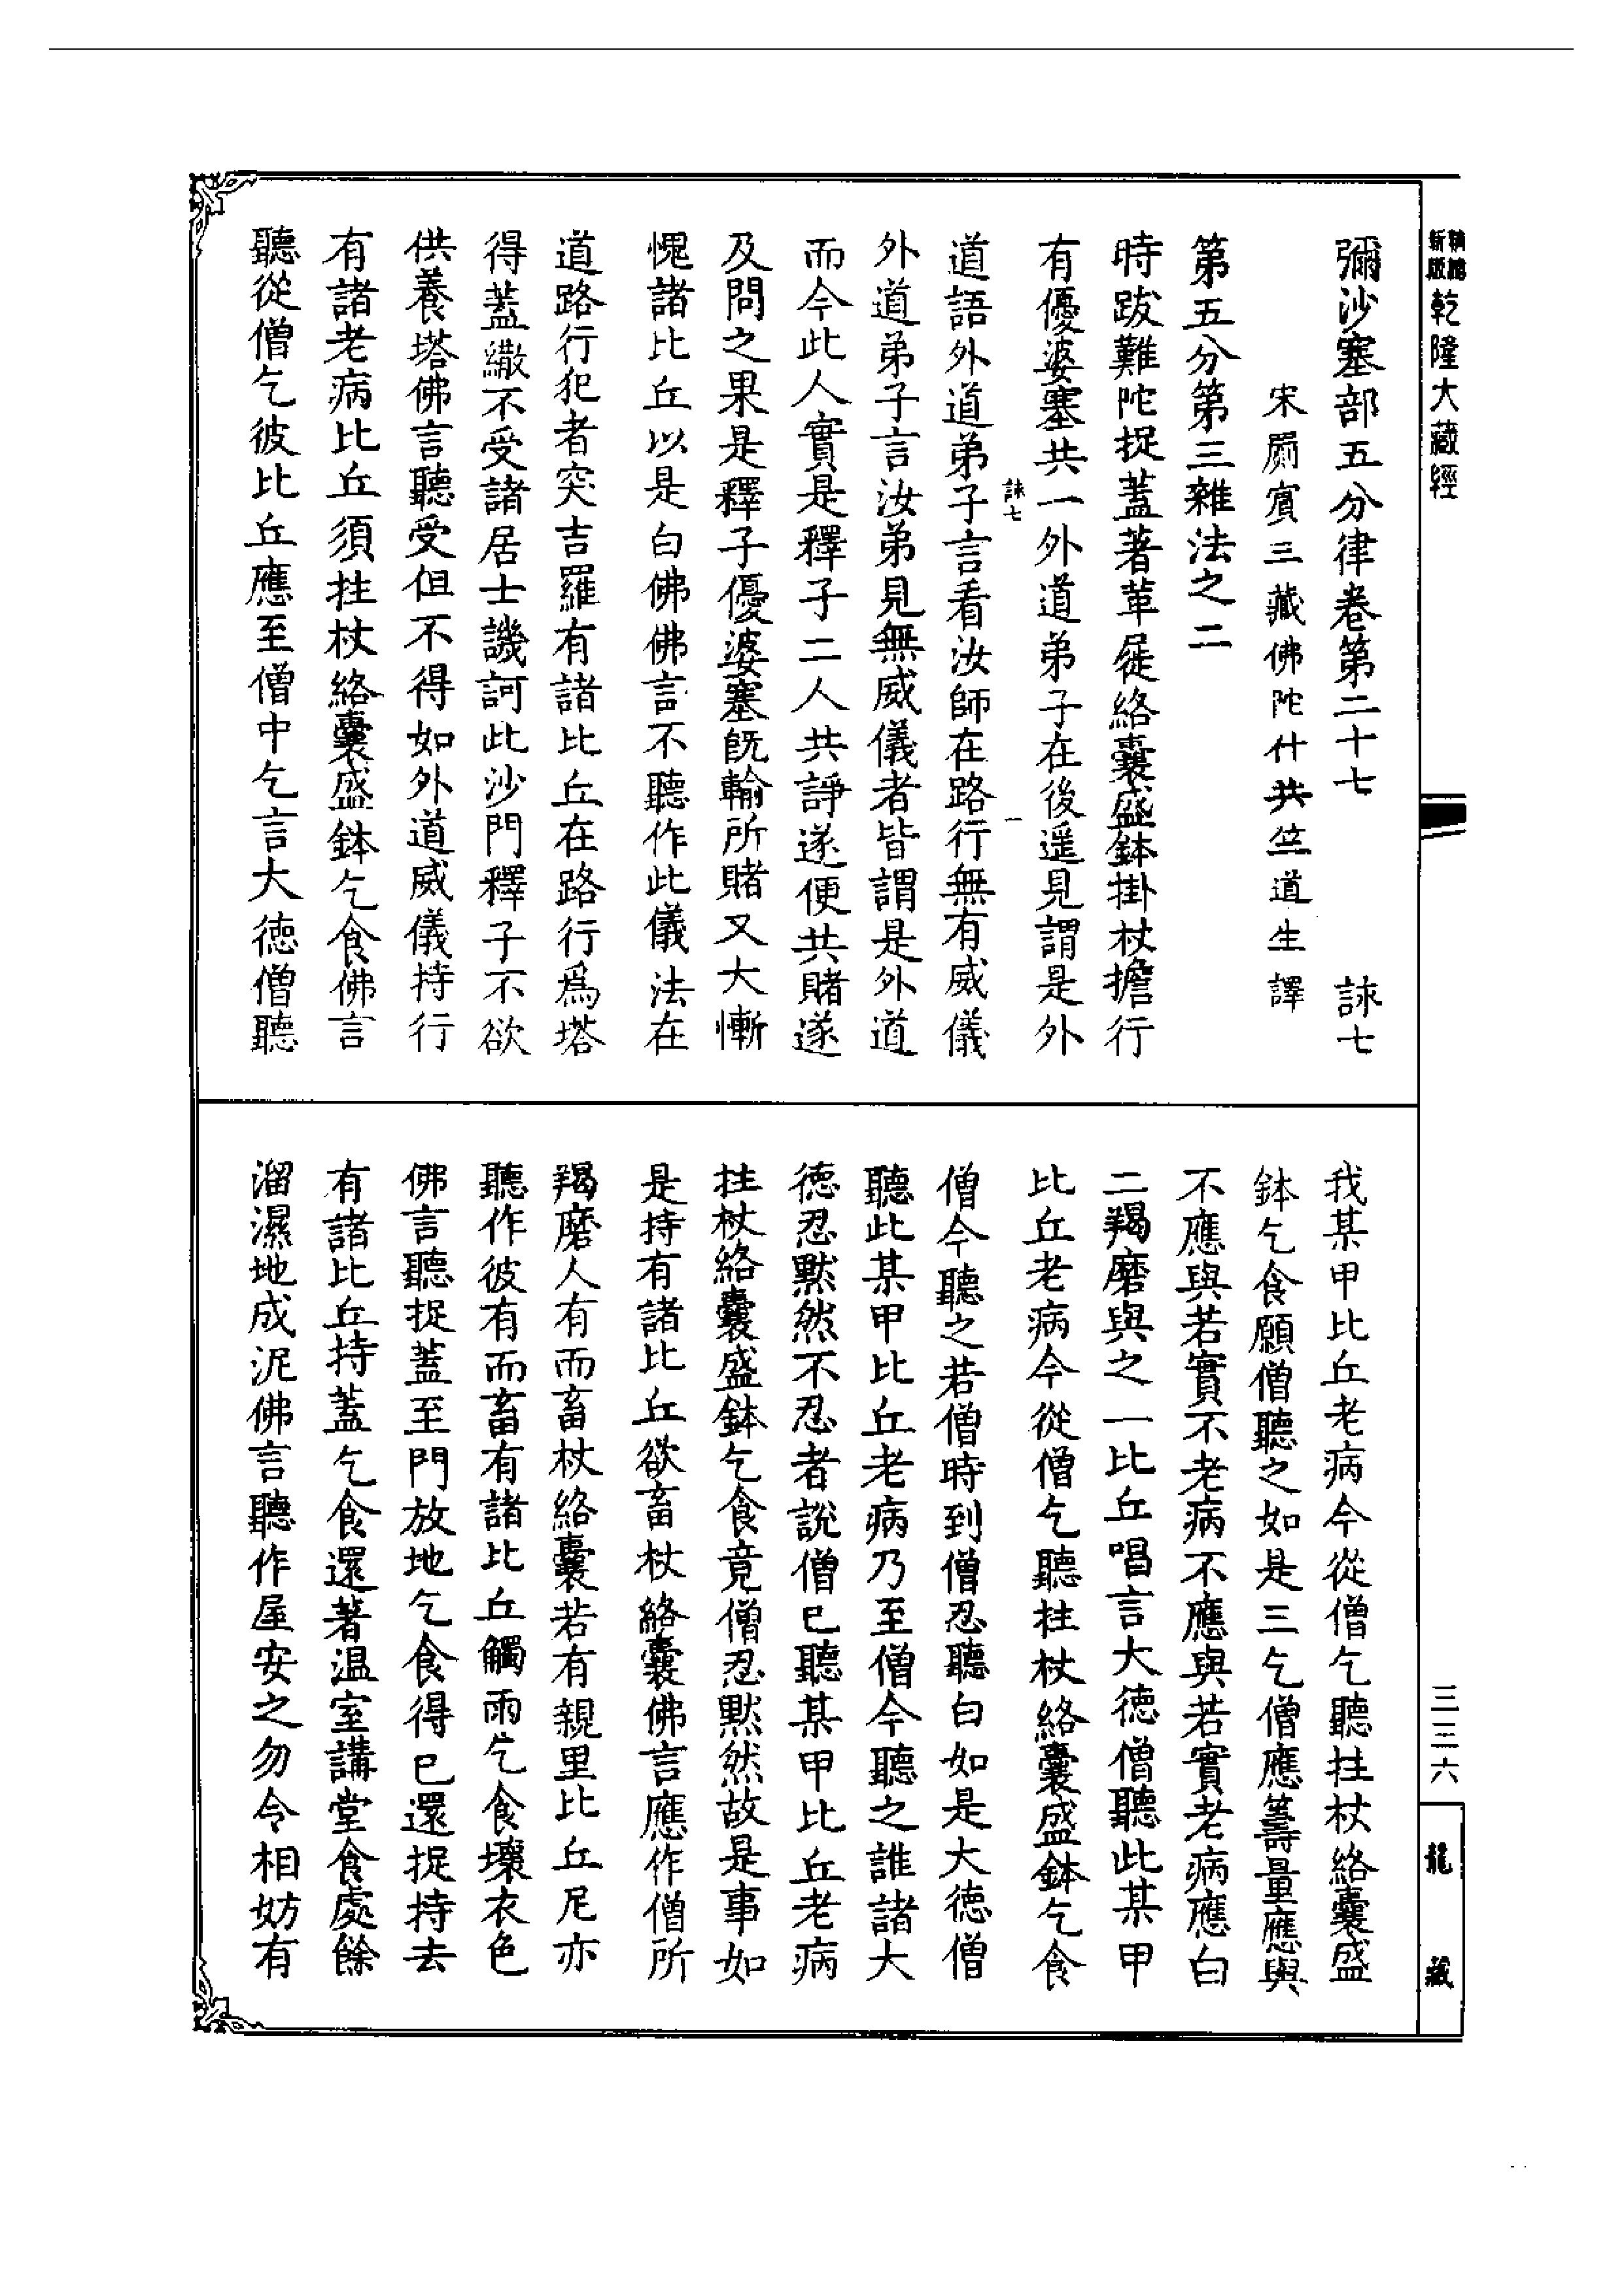 新版
乾隆大藏經
彌沙塞部五分律卷第二十七 誄七
宋罽賓三藏佛陀什共竺道生譯
第五分第三雜法之二
時跋難陀捉蓋著革屣絡囊盛鉢掛杖擔行
有優婆塞共一外道弟子在後遥見謂是外
誄七 一
道語外道弟子言看汝師在路行無有威儀
外道弟子言汝弟見無威儀者皆謂是外道
而今此人實是釋子二人共諍遂便共賭遂
及問之果是釋子優婆塞旣輸所賭又大慚
愧諸比丘以是白佛佛言不聽作此儀法在
道路行犯者突吉羅有諸比丘在路行爲塔
得蓋繖不受諸居士譏訶此沙門釋子不欲
供養塔佛言聽受但不得如外道威儀持行
有諸老病比丘須拄杖絡囊盛鉢乞食佛言
聽從僧乞彼比丘應至僧中乞言大德僧聽
我某甲比丘老病今從僧乞聽拄杖絡囊盛
鉢乞食願僧聽之如是三乞僧應籌量應與
不應與若實不老病不應與若實老病應白
二羯磨與之一比丘唱言大德僧聽此某甲
比丘老病今從僧乞聽拄杖絡囊盛鉢乞食
僧今聽之若僧時到僧忍聽白如是大德僧
聽此某甲比丘老病乃至僧今聽之誰諸大
德忍默然不忍者說僧已聽某甲比丘老病
拄杖絡囊盛鉢乞食竟僧忍默然故是事如
是持有諸比丘欲畜杖絡囊佛言應作僧所
羯磨人有而畜杖絡囊若有親里比丘尼亦
聽作彼有而畜有諸比丘觸雨乞食壞衣色
佛言聽捉蓋至門放地乞食得已還捉持去
有諸比丘持蓋乞食還著温室講堂食處餘
溜濕地成泥佛言聽作屋安之勿令相妨有
三三六
龍藏